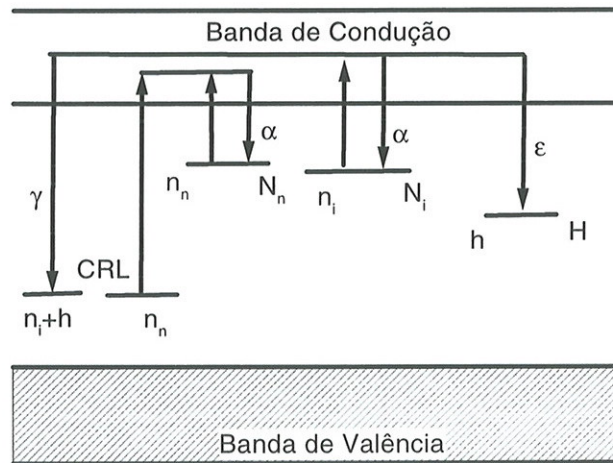 Banda de Condução
α
α
ε
n_n
N_n
n_i
N_i
γ
h
H
CRL
n_i+h
n_n
Banda de Valência